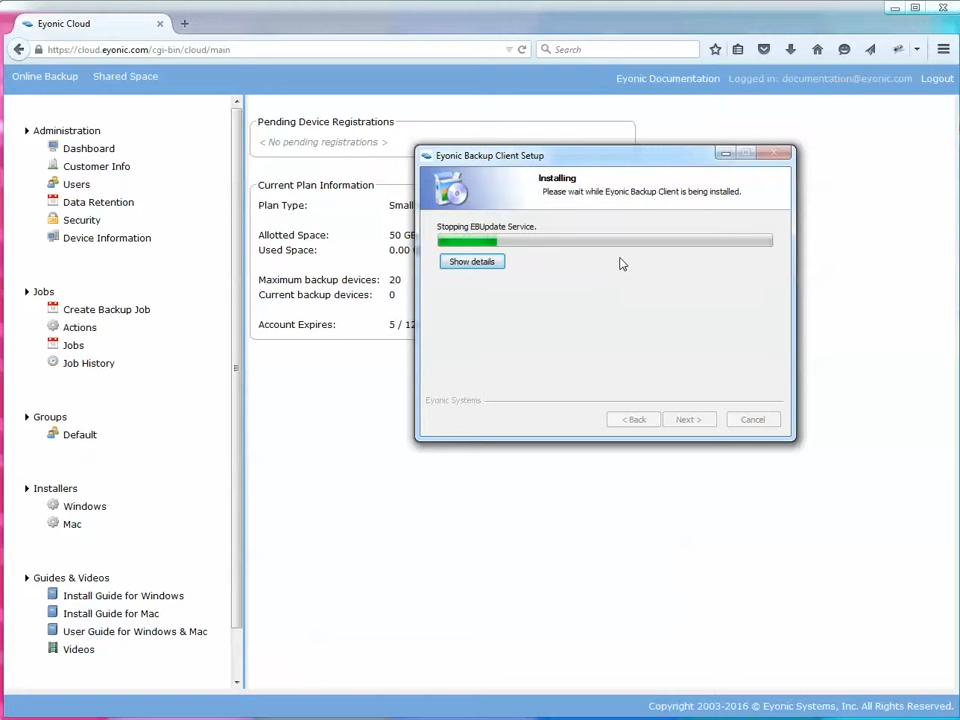 Eyonic Cloud
https://cloud.eyonic.com/cgi-bin/cloud/main
Search
Online Backup Shared Space
Eyonic Documentation Logged in: documentation@eyonic.com Logout
Administration
Dashboard
Customer Info
Users
Data Retention
Security
Device Information
Jobs
Create Backup Job
Actions
Jobs
Job History
Groups
Default
Installers
Windows
Mac
Guides & Videos
Install Guide for Windows
Install Guide for Mac
User Guide for Windows & Mac
Videos
Pending Device Registrations
< No pending registrations >
Current Plan Information
Plan Type: Small
Allotted Space: 50 GB
Used Space: 0.00
Maximum backup devices: 20
Current backup devices: 0
Account Expires: 5 / 12
Eyonic Backup Client Setup
Installing
Please wait while Eyonic Backup Client is being installed.
Stopping EBUpdate Service.
Show details
Eyonic Systems
< Back Next > Cancel
Copyright 2003-2016 © Eyonic Systems, Inc. All Rights Reserved.